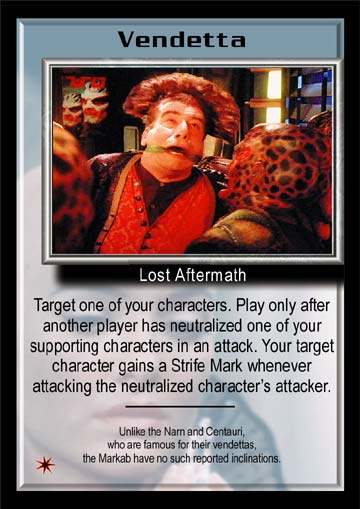 Vendetta
Lost Aftermath
Target one of your characters. Play only after
another player has neutralized one of your
supporting characters in an attack. Your target
character gains a Strife Mark whenever
attacking the neutralized character's attacker.
Unlike the Narn and Centauri,
who are famous for their vendettas,
the Markab have no such reported inclinations.